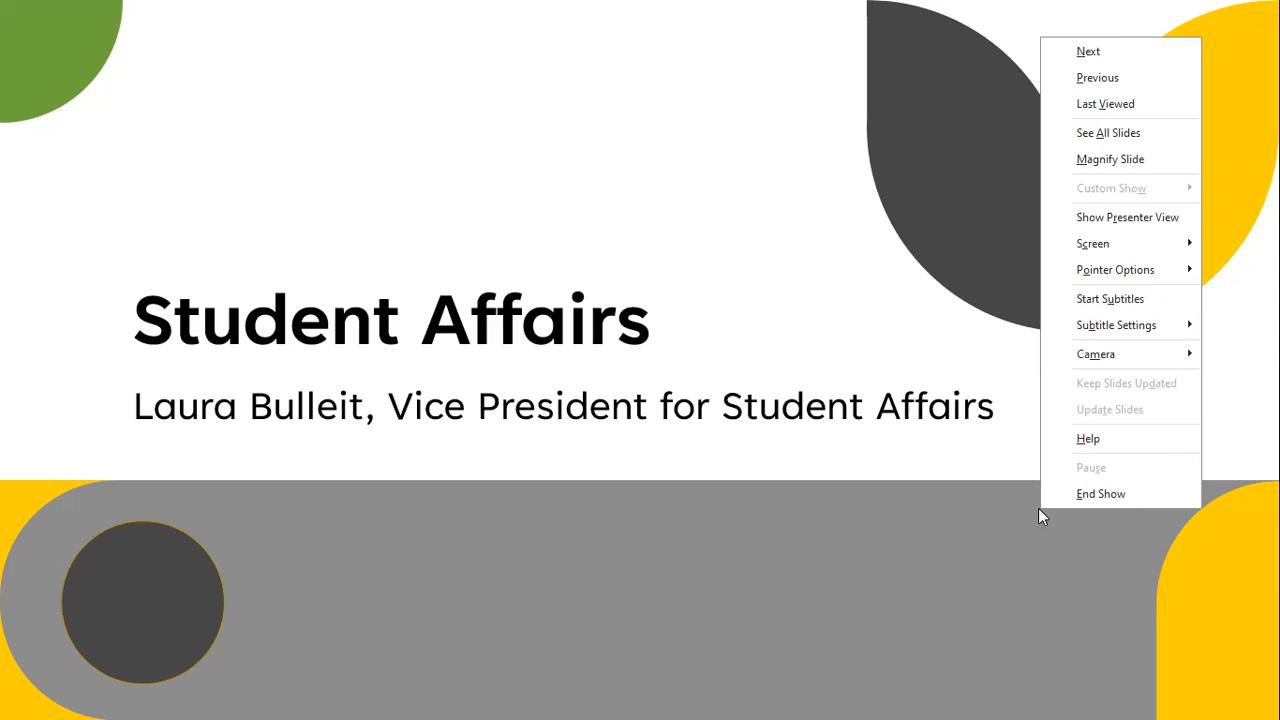 Student Affairs
Laura Bulleit, Vice President for Student Affairs
Next
Previous
Last Viewed
See All Slides
Magnify Slide
Custom Show
Show Presenter View
Screen
Pointer Options
Start Subtitles
Subtitle Settings
Camera
Keep Slides Updated
Update Slides
Help
Pause
End Show